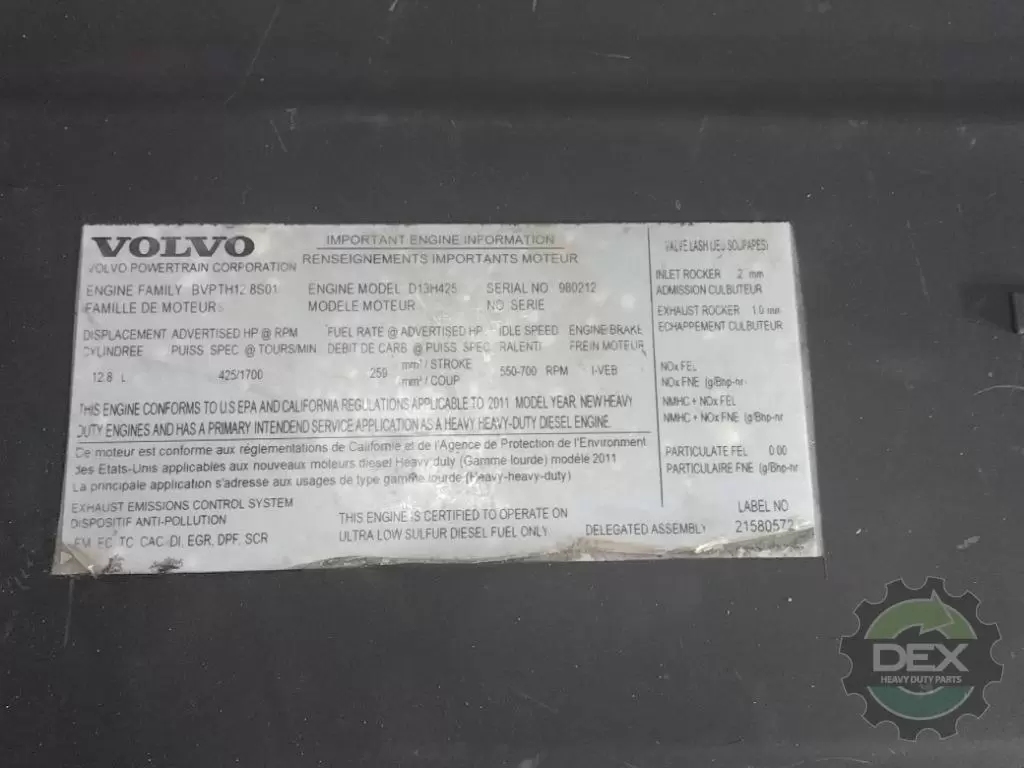 VOLVO
VOLVO POWERTRAIN CORPORATION
IMPORTANT ENGINE INFORMATION
RENSEIGNEMENTS IMPORTANTS MOTEUR
ENGINE FAMILY BVPTH12.8S01 ENGINE MODEL D13H425 SERIAL NO 980212
FAMILLE DE MOTEURS MODELE MOTEUR NO SERIE
DISPLACEMENT ADVERTISED HP @ RPM FUEL RATE @ ADVERTISED HP IDLE SPEED ENGINE BRAKE
CYLINDREE PUISS SPEC @ TOURS/MIN DEBIT DE CARB @ PUISS SPEC RALENTI FREIN MOTEUR
12.8 L 425/1700 259 mm³ / STROKE 550-700 RPM I-VEB
mm³ / COUP
THIS ENGINE CONFORMS TO U S EPA AND CALIFORNIA REGULATIONS APPLICABLE TO 2011 MODEL YEAR NEW HEAVY
DUTY ENGINES AND HAS A PRIMARY INTENDEND SERVICE APPLICATION AS A HEAVY HEAVY-DUTY DIESEL ENGINE.
Ce moteur est conforme aux réglementations de Californie et de l'Agence de Protection de l'Environment
des Etats-Unis applicables aux nouveaux moteurs diesel Heavy duty (Gamme lourde) modèle 2011
La principale application s'adresse aux usages de type gamme lourde (Heavy-heavy-duty)
EXHAUST EMISSIONS CONTROL SYSTEM
DISPOSITIF ANTI-POLLUTION
EM, EC, TC, CAC, DI, EGR, DPF, SCR
THIS ENGINE IS CERTIFIED TO OPERATE ON
ULTRA LOW SULFUR DIESEL FUEL ONLY.
DELEGATED ASSEMBLY
VALVE LASH (JEU SOUPAPES)
INLET ROCKER .2 mm
ADMISSION CULBUTEUR
EXHAUST ROCKER 1.0 mm
ECHAPPEMENT CULBUTEUR
NOx FEL
NOx FNE (g/Bhp-hr
NMHC + NOx FEL
NMHC + NOx FNE (g/Bhp-hr
PARTICULATE FEL 0.00
PARTICULAIRE FNE (g/Bhp-hr
LABEL NO
21580572
DEX
HEAVY DUTY PARTS